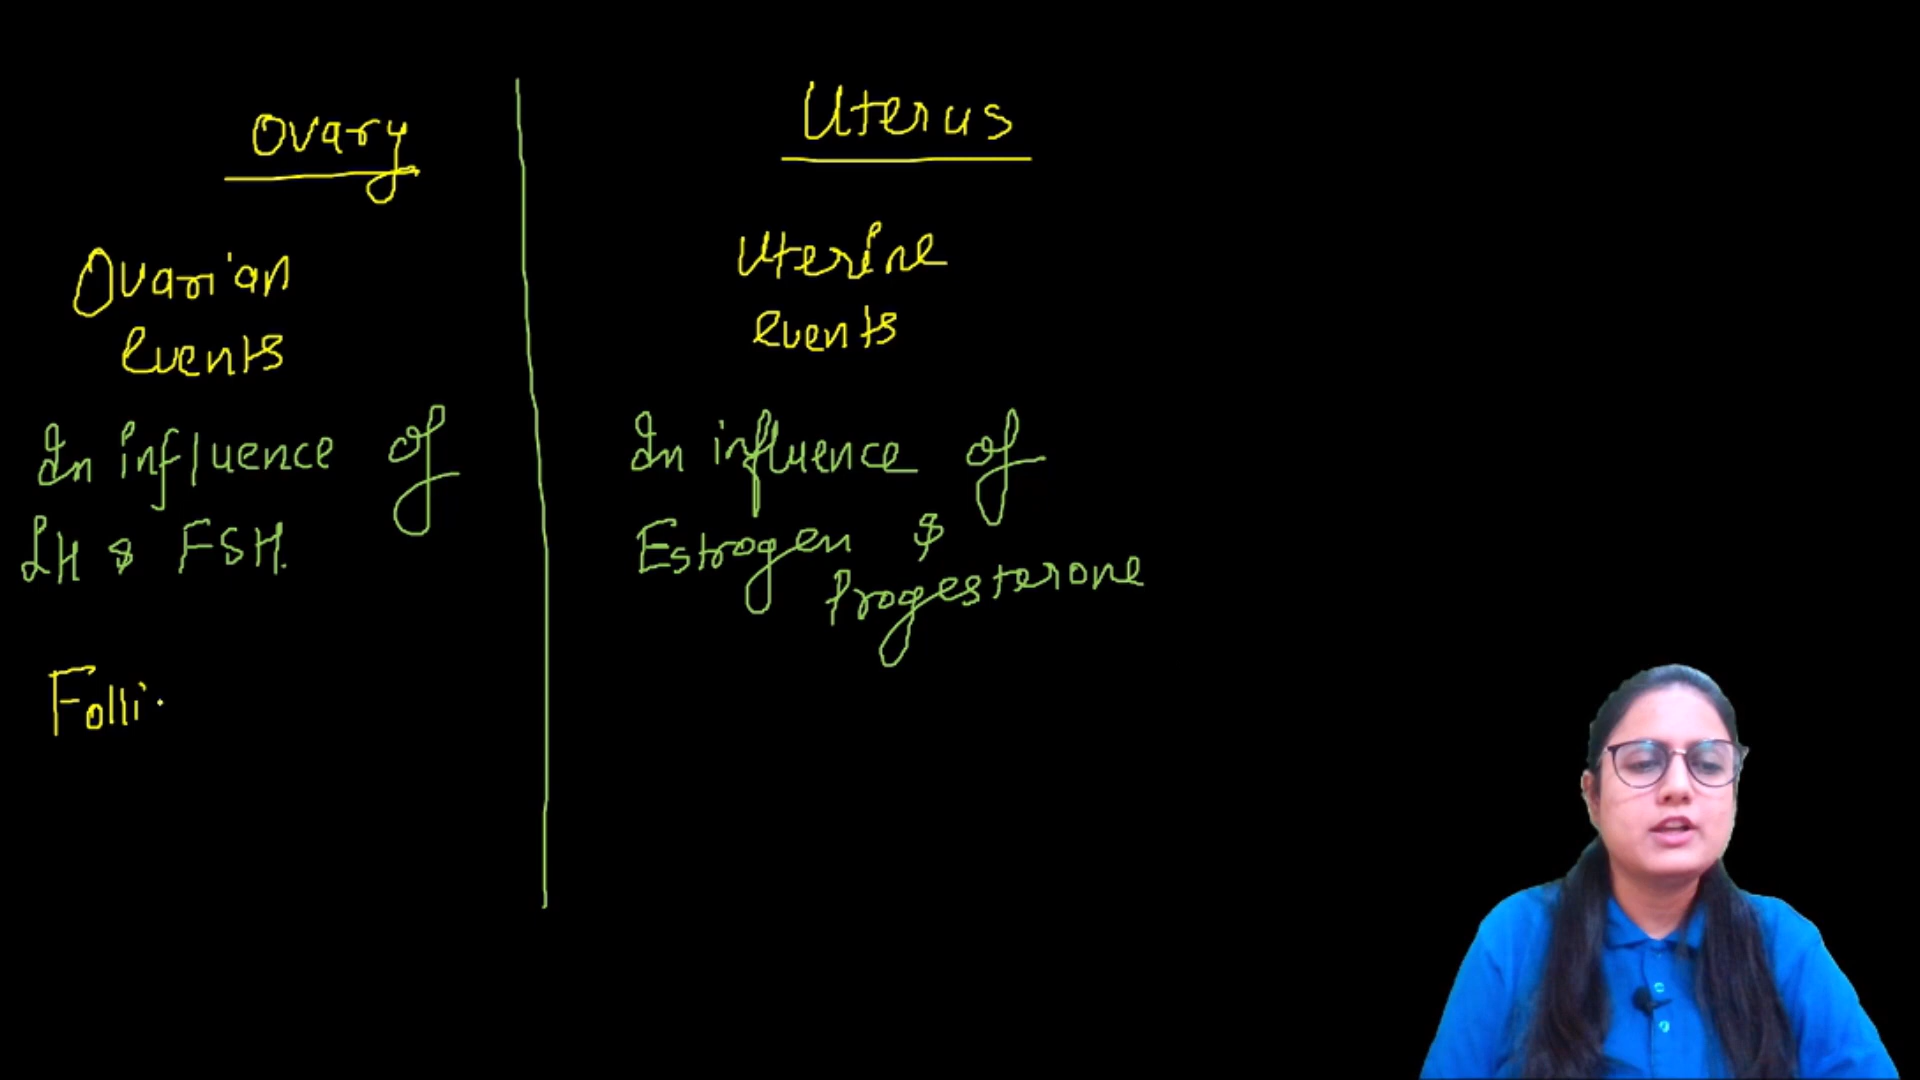 Ovary
Ovarian
events
In influence of
LH & FSH.
Folli
Uterus
Uterine
events
In influence of
Estrogen &
Progesterone